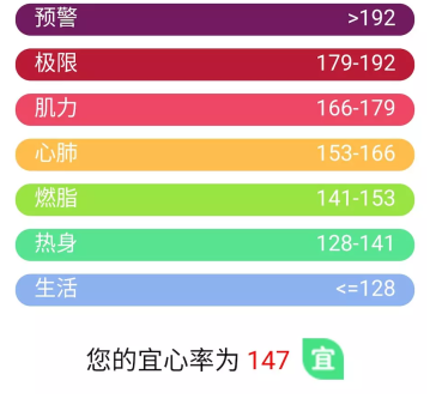 预警 >192
极限 179-192
肌力 166-179
心肺 153-166
燃脂 141-153
热身 128-141
生活 <=128
您的宜心率为 147 宜